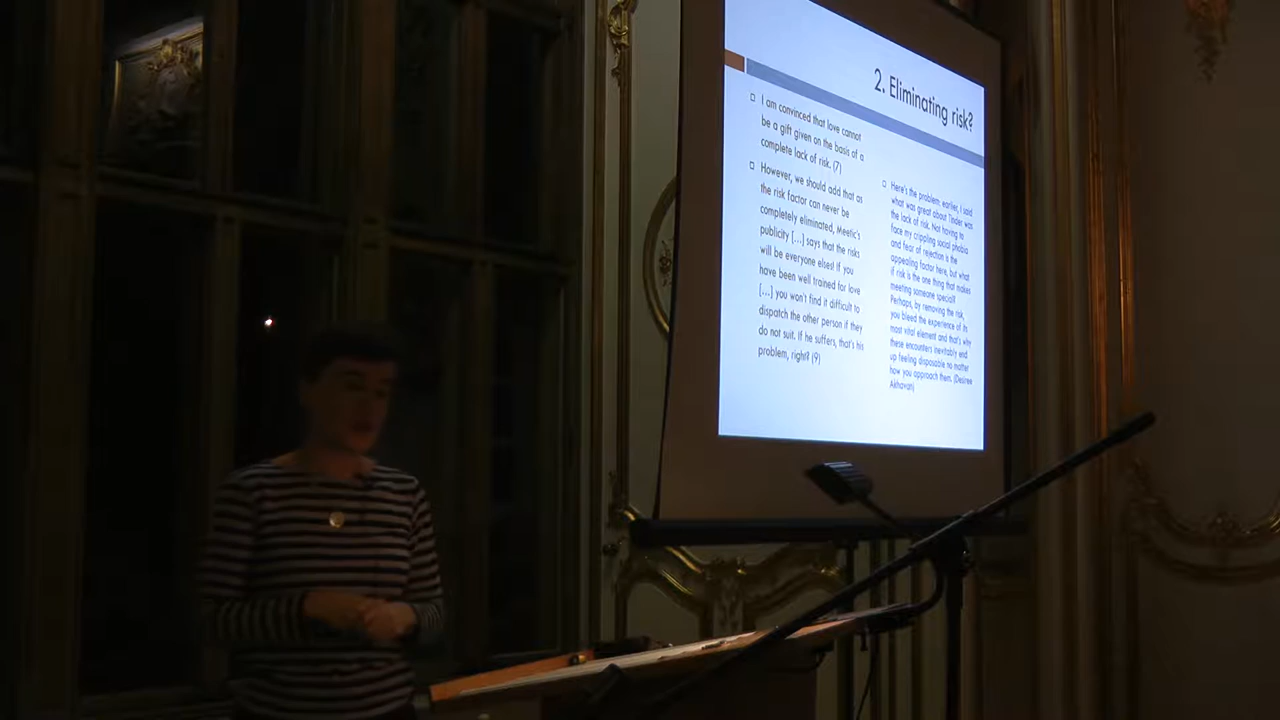 2. Eliminating risk?
I am convinced that love cannot
be a gift given on the basis of a
complete lack of risk. (7)
However, we should add that as
the risk factor can never be
completely eliminated, Meetic's
publicity [...] says that the risks
will be everyone else's! If you
have been well trained for love
[...] you won't find it difficult to
dispatch the other person if they
do not suit. If he suffers, that's his
problem, right? (9)
Here's the problem: earlier, I said
what was great about Tinder was
the lack of risk. Not having to
face my crippling social phobia
and fear of rejection is the
appealing factor here, but what
if risk is the one thing that makes
meeting someone special?
Perhaps, by removing the risk,
you bleed the experience of its
most vital element and that's why
these encounters inevitably end
up feeling disposable no matter
how you approach them. (Desiree
Akhavan)